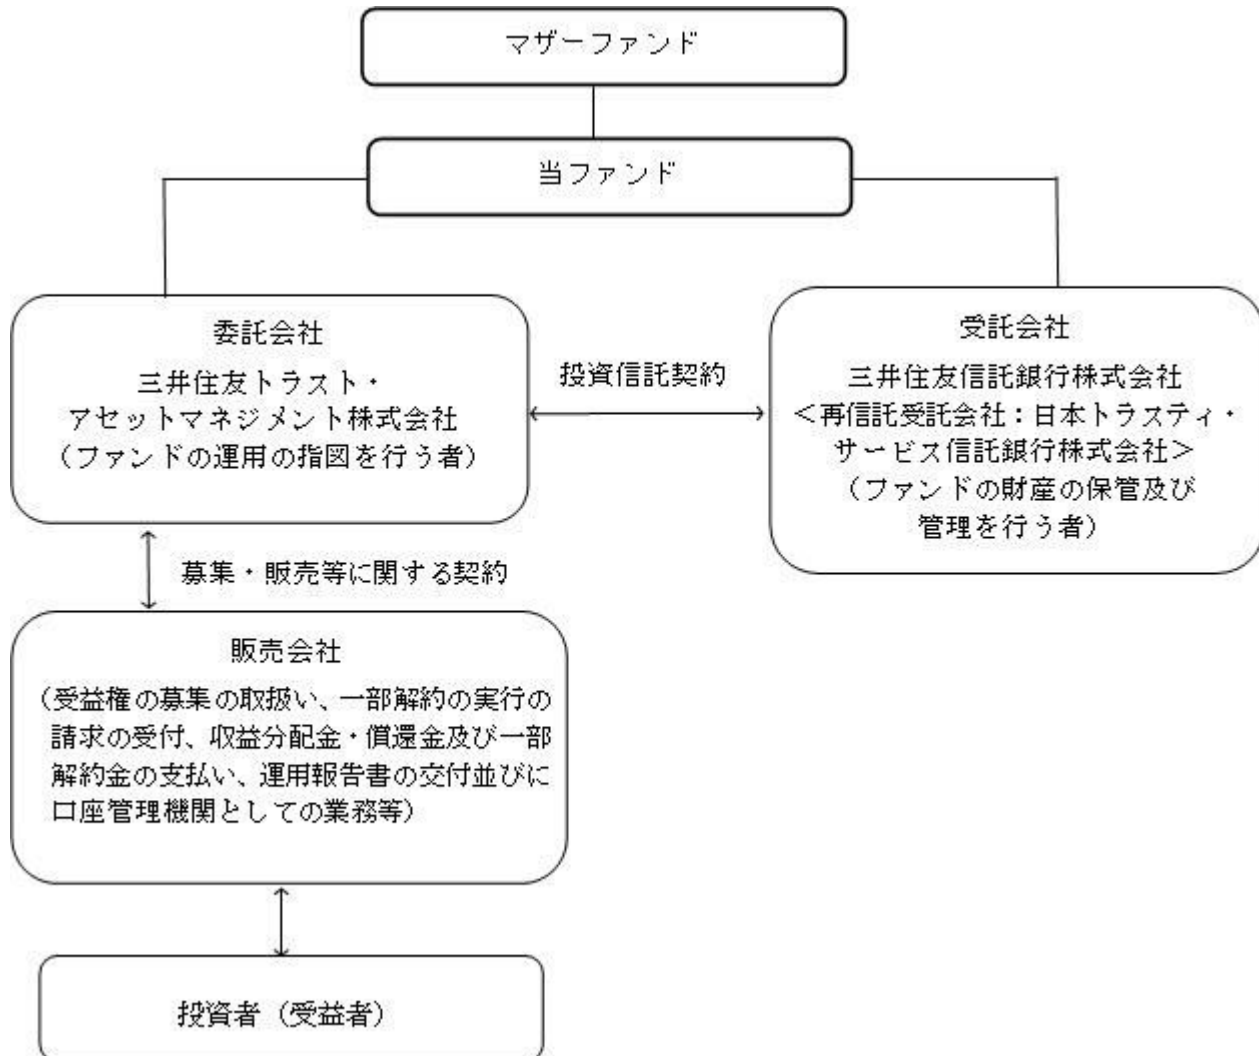 マザーファンド
当ファンド
委託会社
三井住友トラスト・
アセットマネジメント株式会社
（ファンドの運用の指図を行う者）
投資信託契約
受託会社
三井住友信託銀行株式会社
＜再信託受託会社：日本トラスティ・
サービス信託銀行株式会社＞
（ファンドの財産の保管及び
管理を行う者）
募集・販売等に関する契約
販売会社
（受益権の募集の取扱い、一部解約の実行の
請求の受付、収益分配金・償還金及び一部
解約金の支払い、運用報告書の交付並びに
口座管理機関としての業務等）
投資者（受益者）